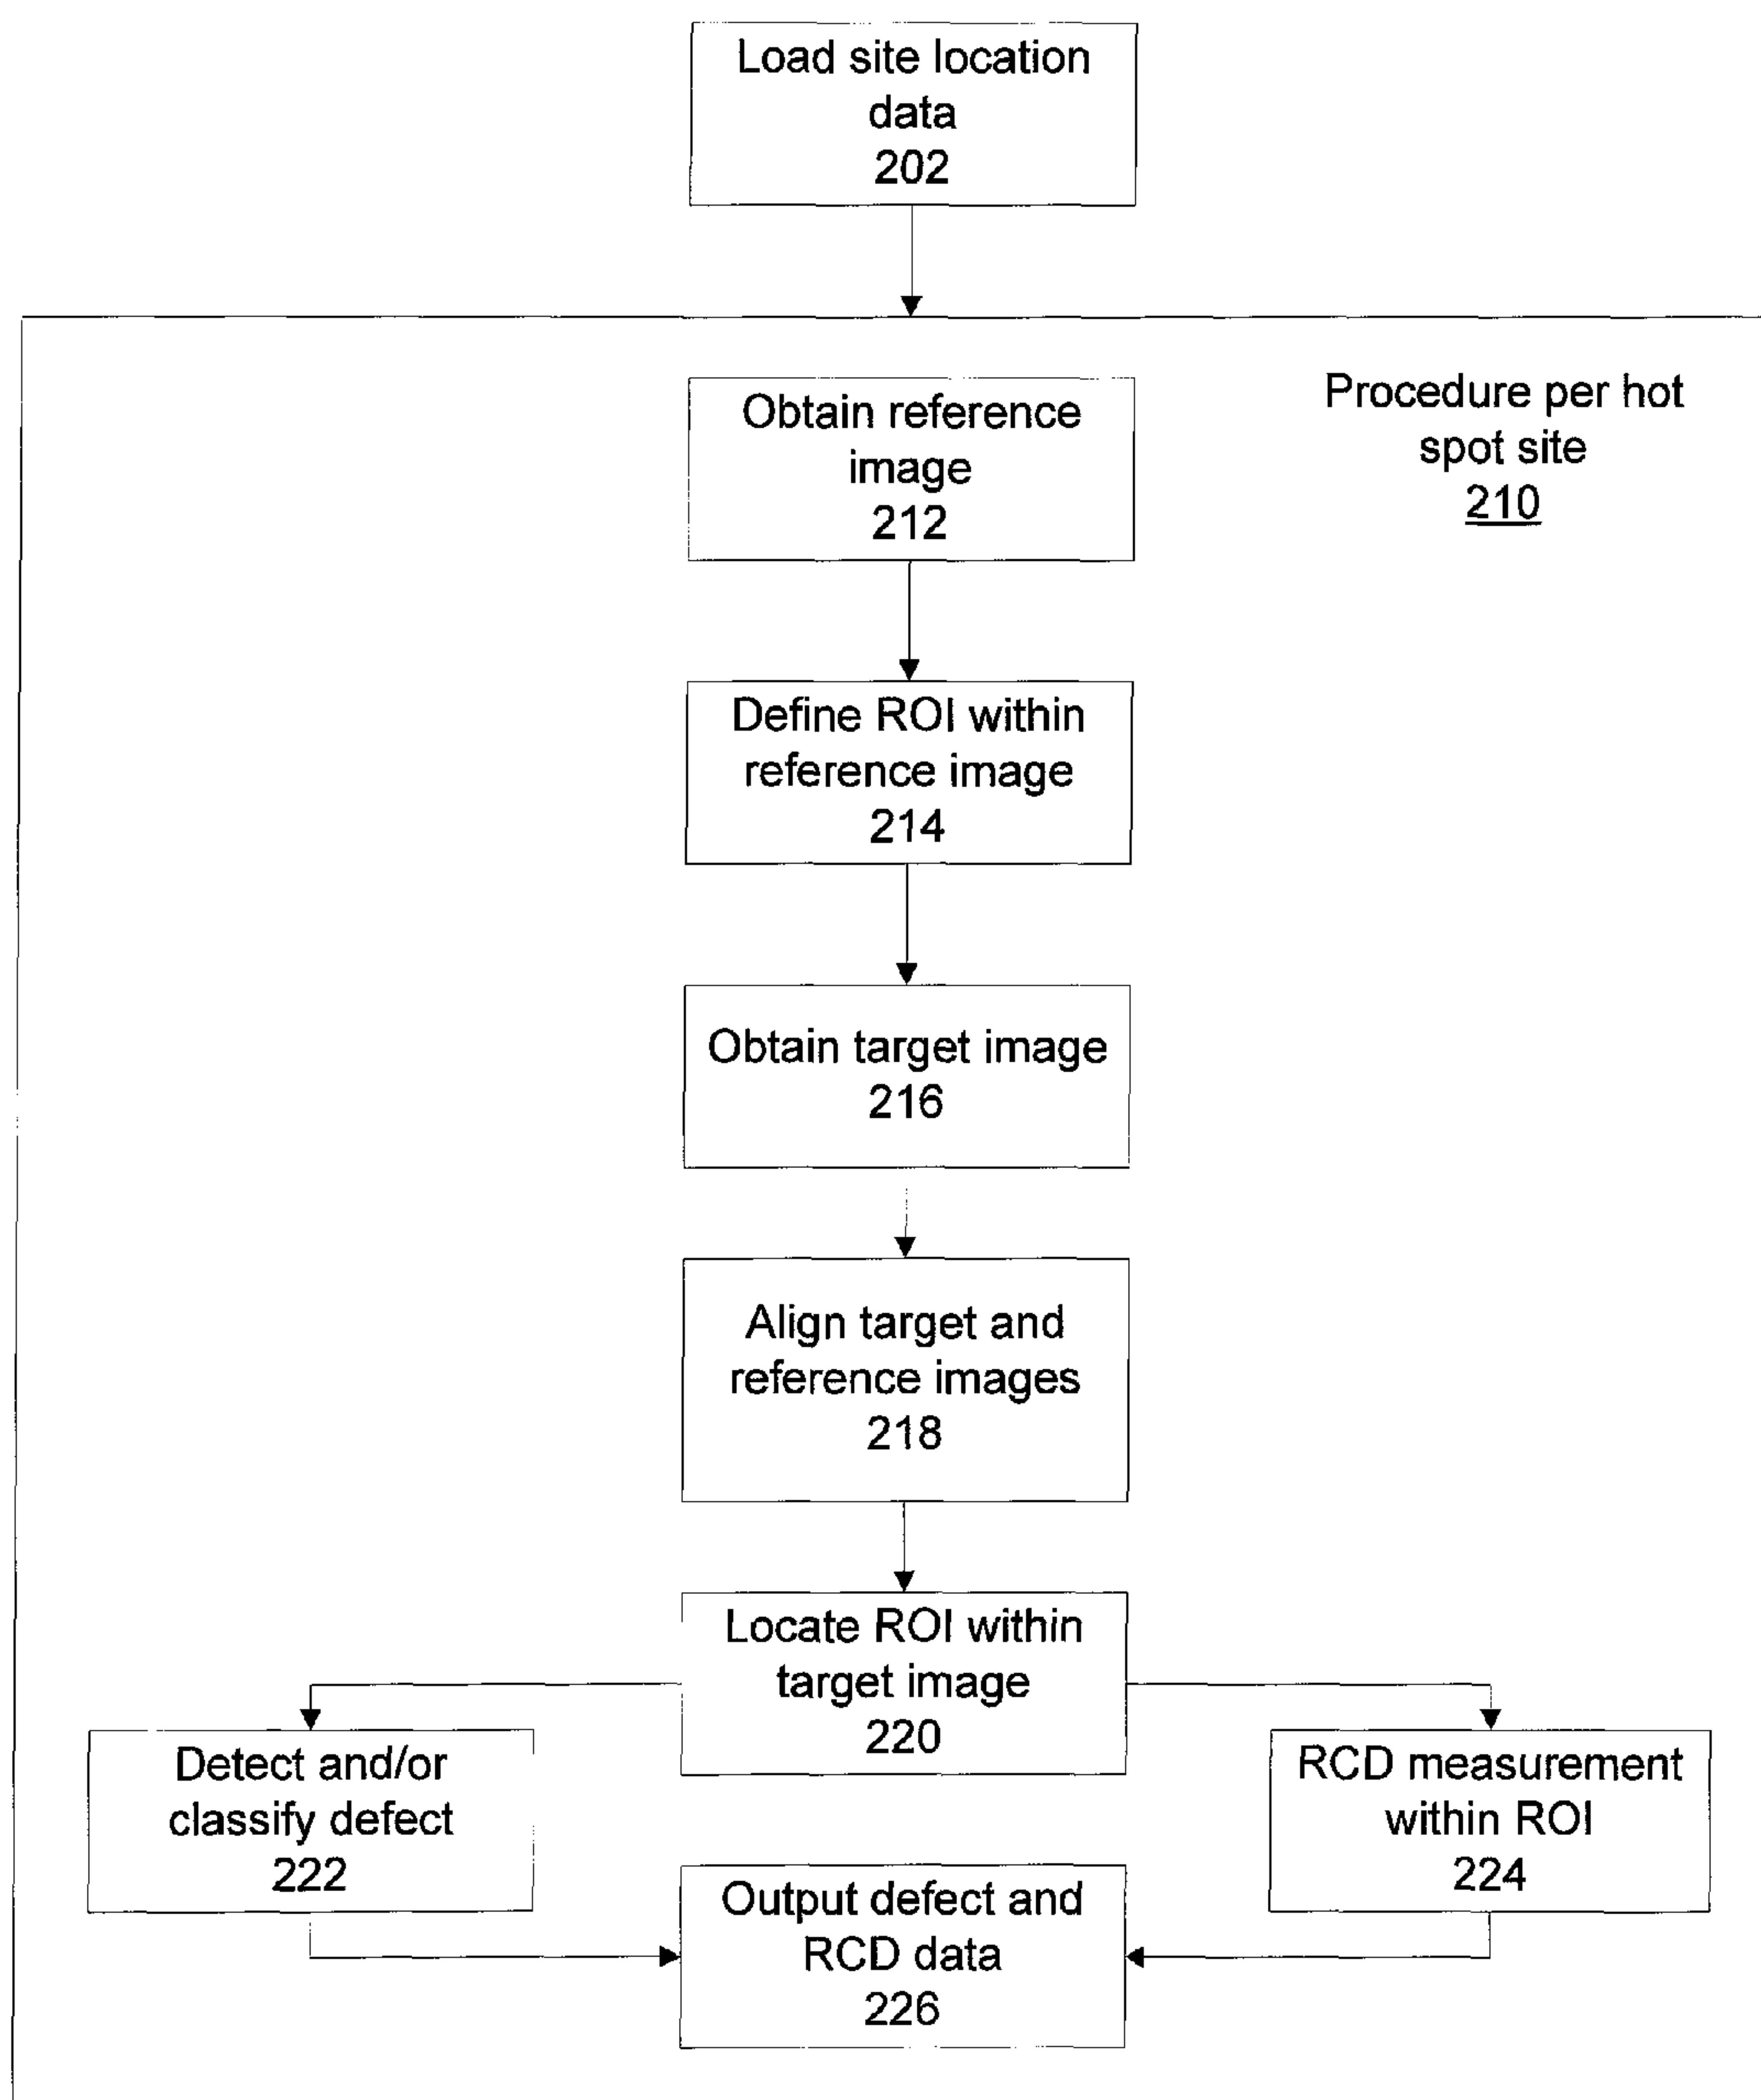 Load site location
data
202
Procedure per hot
spot site
210
Obtain reference
image
212
Define ROI within
reference image
214
Obtain target image
216
Align target and
reference images
218
Locate ROI within
target image
220
Detect and/or
classify defect
222
RCD measurement
within ROI
224
Output defect and
RCD data
226